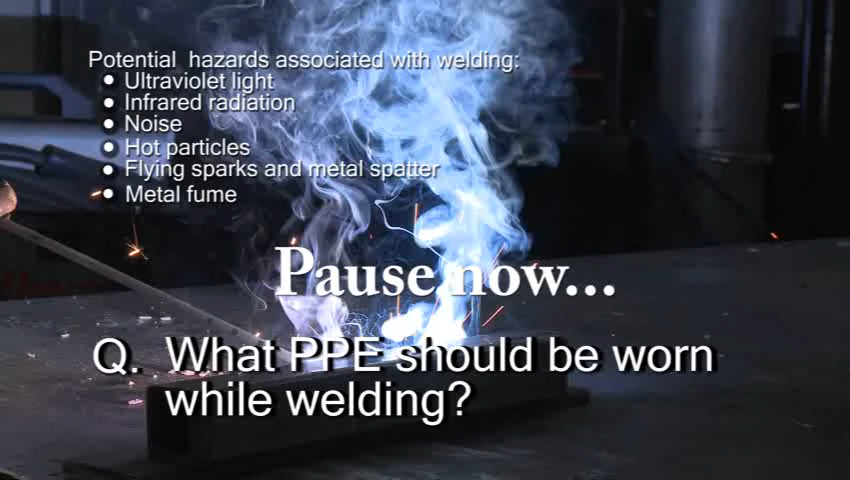 Potential hazards associated with welding:
• Ultraviolet light
• Infrared radiation
• Noise
• Hot particles
• Flying sparks and metal spatter
• Metal fume
Pause now...
Q. What PPE should be worn
while welding?